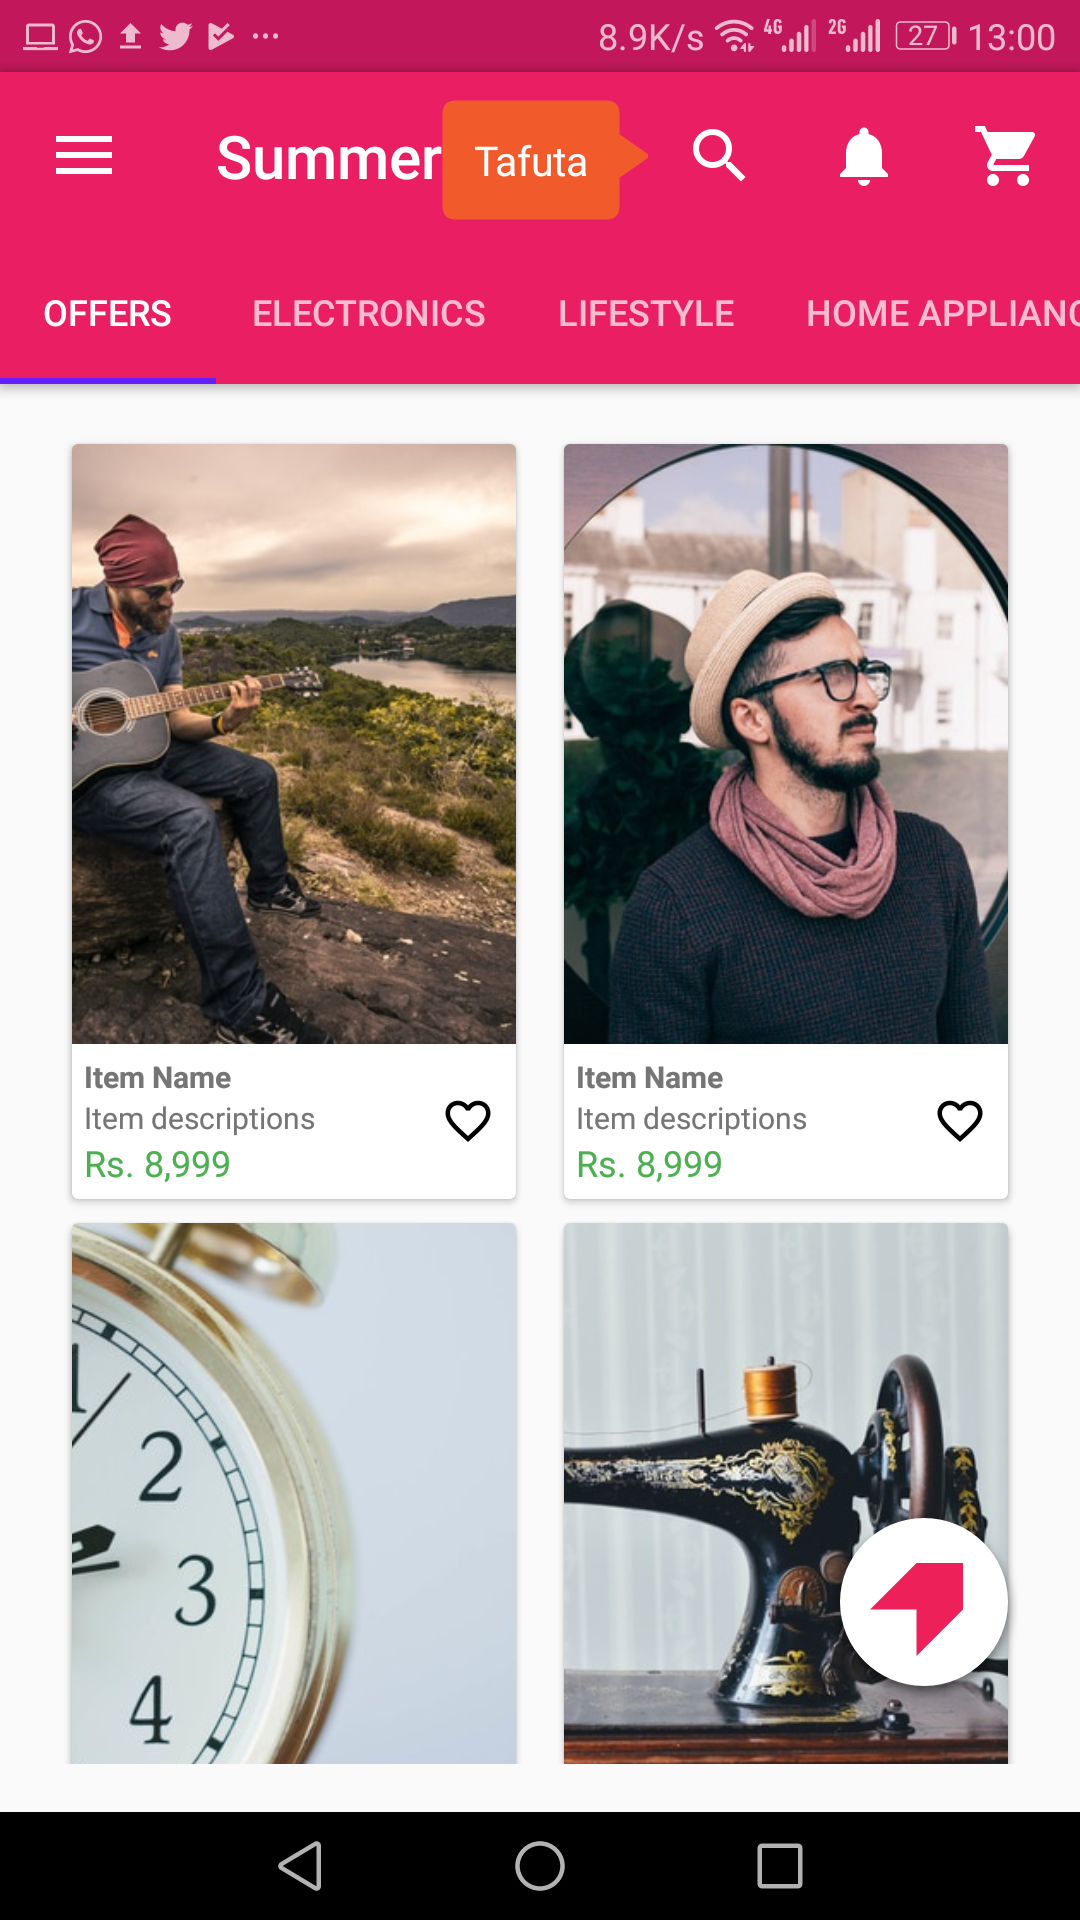 8.9K/s 4G 2G 27 13:00
Summer
Tafuta
OFFERS ELECTRONICS LIFESTYLE HOME APPLIANC
Item Name
Item descriptions
Rs. 8,999
Item Name
Item descriptions
Rs. 8,999
1
2
3
4